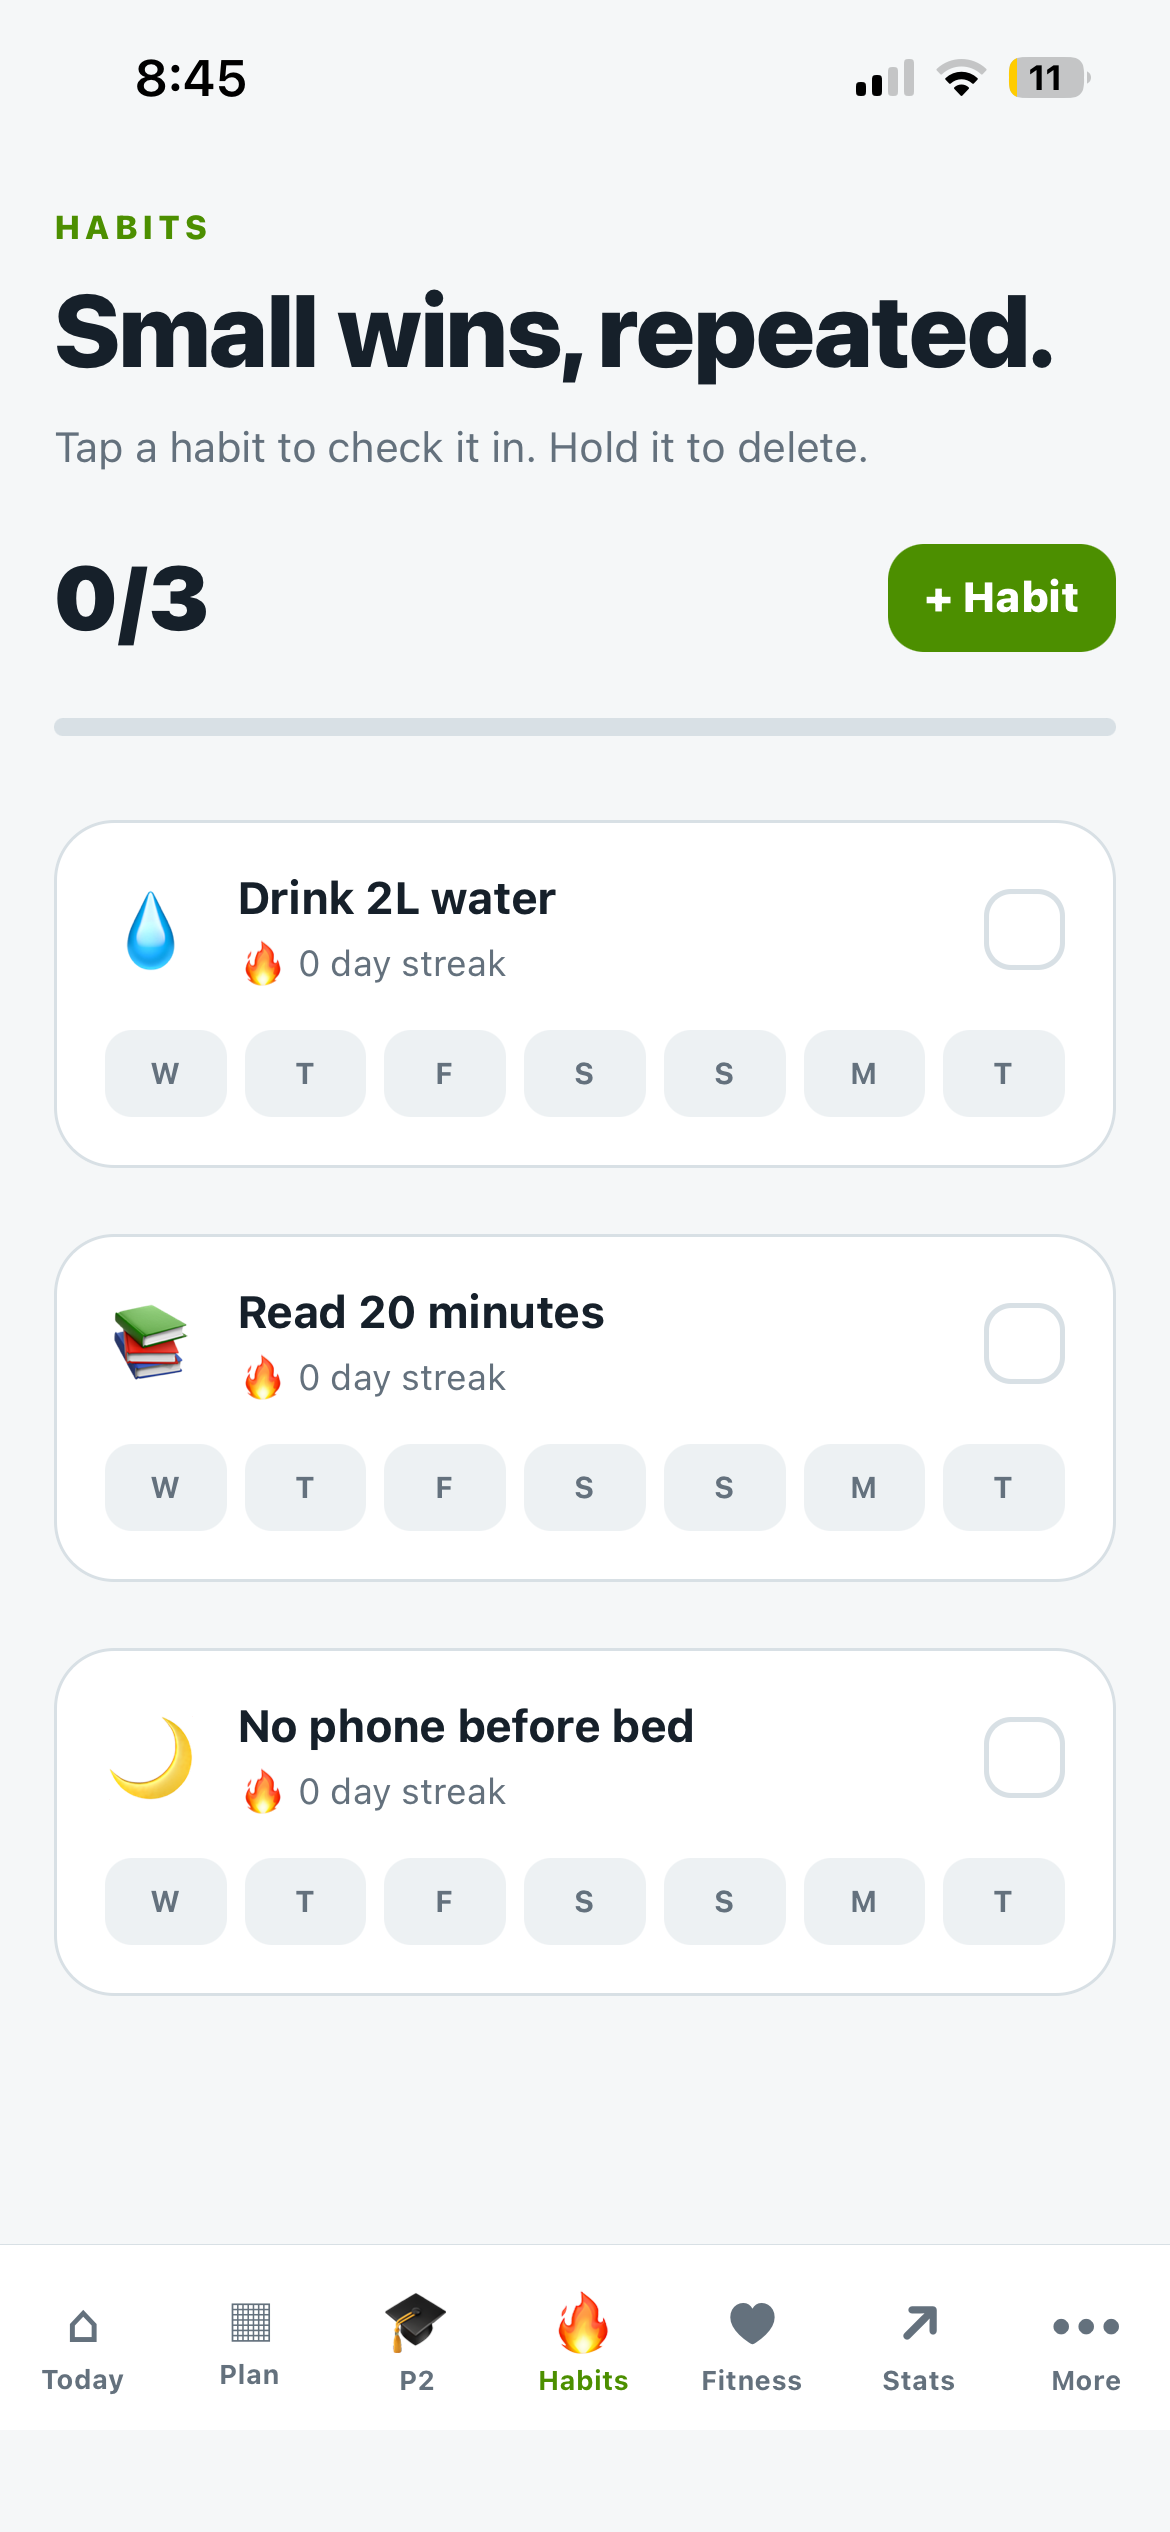 8:45
11
HABITS
Small wins, repeated.
Tap a habit to check it in. Hold it to delete.
0/3
+ Habit
Drink 2L water
🔥 0 day streak
W T F S S M T
Read 20 minutes
🔥 0 day streak
W T F S S M T
No phone before bed
🔥 0 day streak
W T F S S M T
Today Plan P2 Habits Fitness Stats More